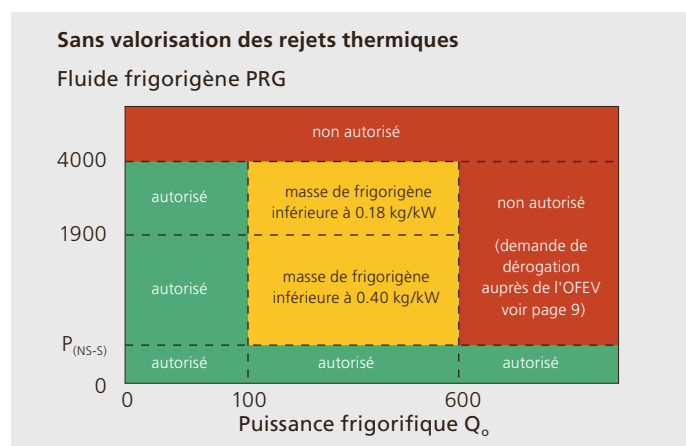 Sans valorisation des rejets thermiques
Fluide frigorigène PRG
non autorisé
4000
autorisé
masse de frigorigène
inférieure à 0.18 kg/kW
non autorisé
1900
(demande de
dérogation
auprès de l'OFEV
voir page 9)
autorisé
masse de frigorigène
inférieure à 0.40 kg/kW
P(NS-S)
autorisé
autorisé
autorisé
0
0
100
600
Puissance frigorifique Qo